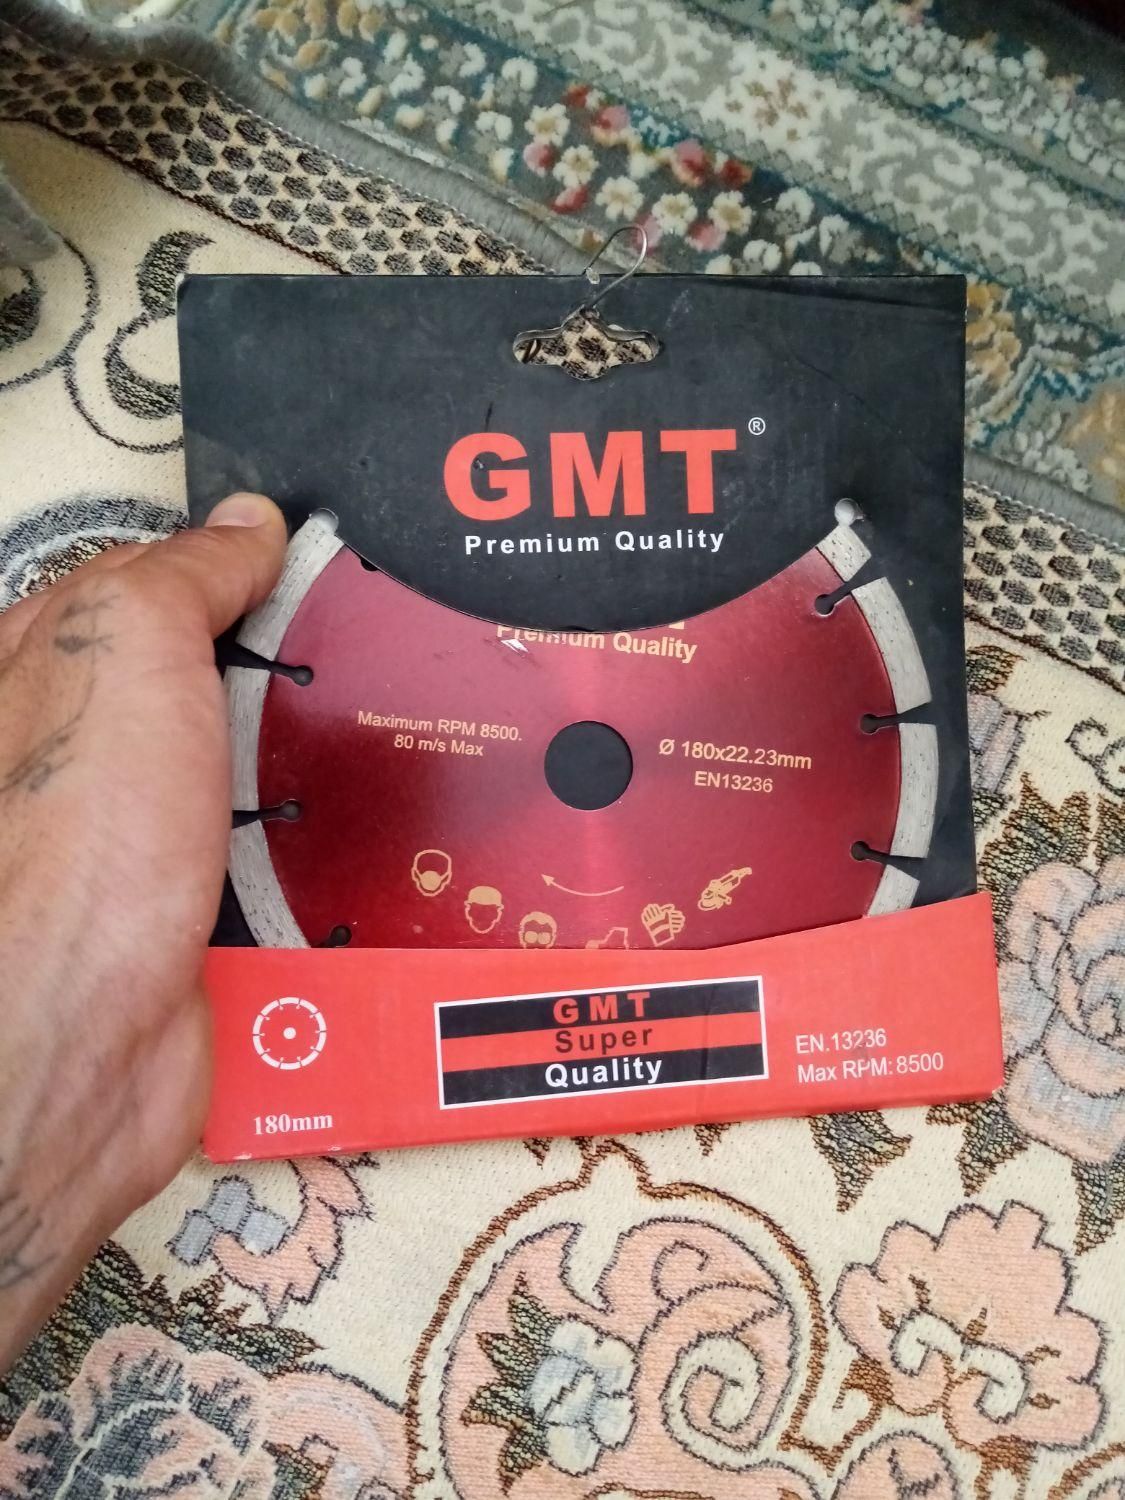 GMT®
Premium Quality
Premium Quality
Maximum RPM 8500.
80 m/s Max
Ø 180x22.23mm
EN13236
GMT
Super
Quality
EN.13236
Max RPM: 8500
180mm